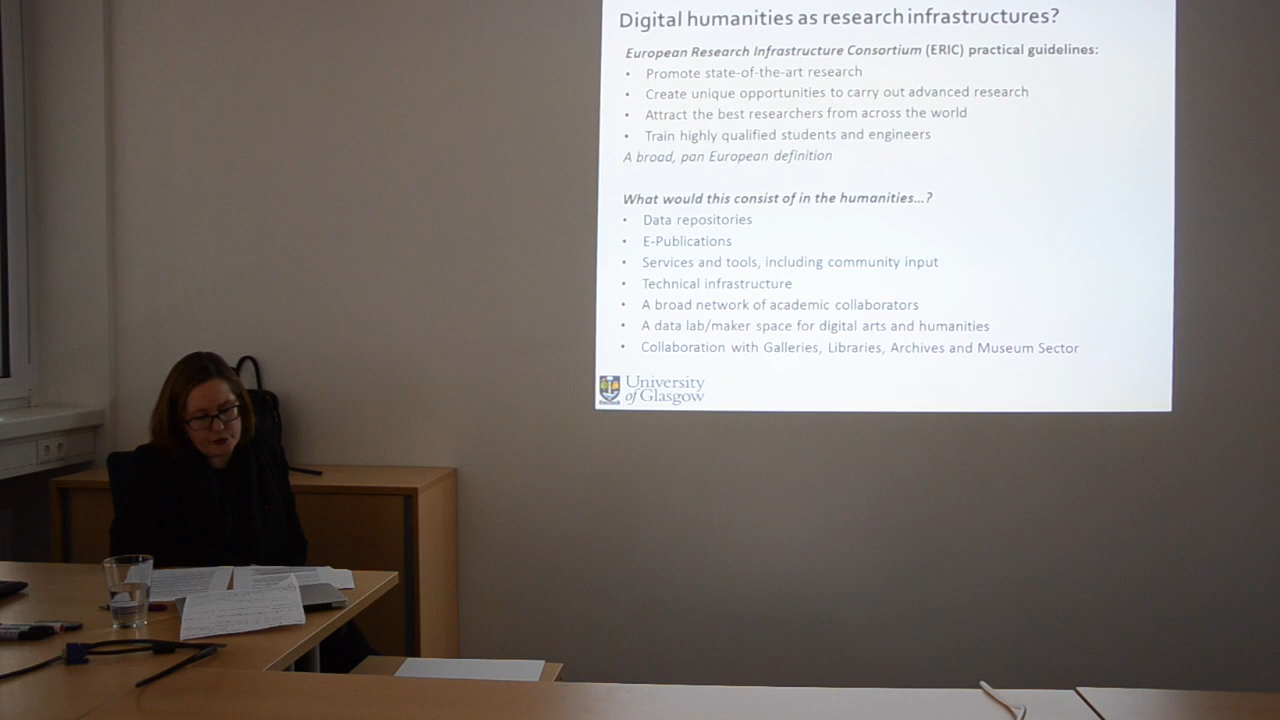 Digital humanities as research infrastructures?
European Research Infrastructure Consortium (ERIC) practical guidelines:
• Promote state-of-the-art research
• Create unique opportunities to carry out advanced research
• Attract the best researchers from across the world
• Train highly qualified students and engineers
A broad, pan European definition
What would this consist of in the humanities...?
• Data repositories
• E-Publications
• Services and tools, including community input
• Technical infrastructure
• A broad network of academic collaborators
• A data lab/maker space for digital arts and humanities
• Collaboration with Galleries, Libraries, Archives and Museum Sector
University
of Glasgow